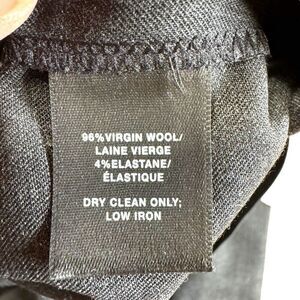 96%VIRGIN WOOL/
LAINE VIERGE
4%ELASTANE/
ÉLASTIQUE
DRY CLEAN ONLY;
LOW IRON